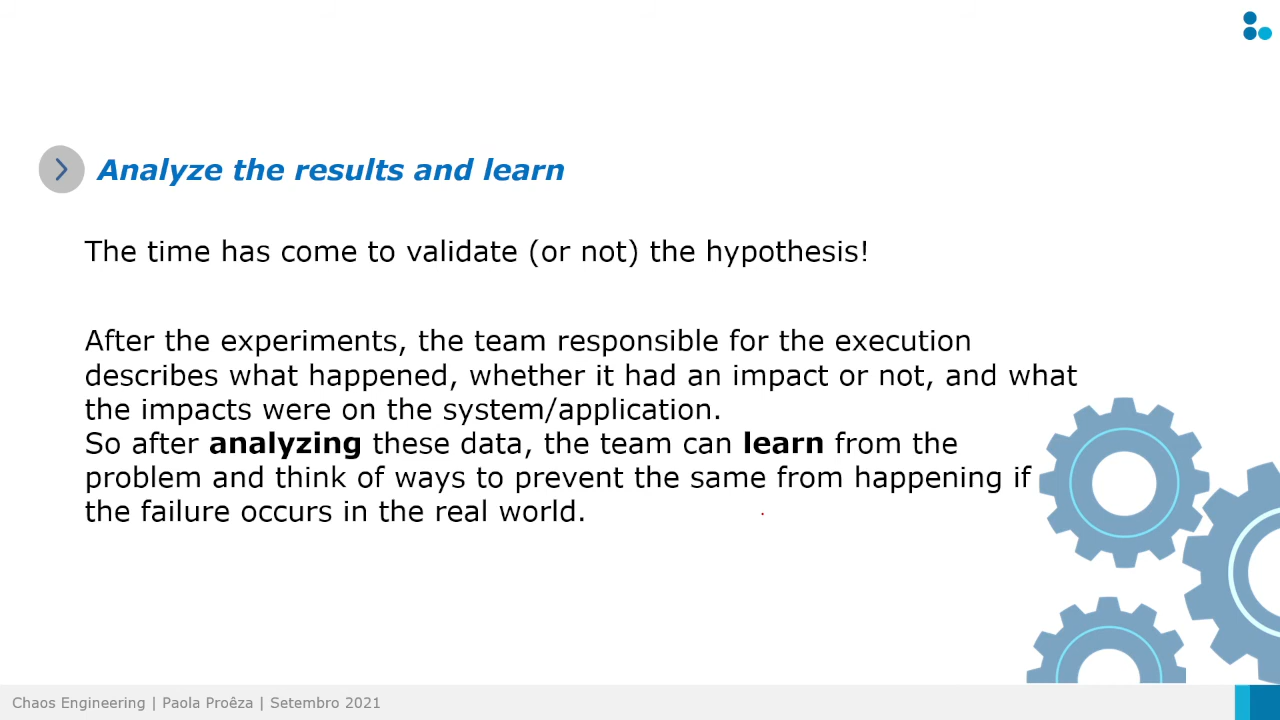 Analyze the results and learn
The time has come to validate (or not) the hypothesis!
After the experiments, the team responsible for the execution
describes what happened, whether it had an impact or not, and what
the impacts were on the system/application.
So after analyzing these data, the team can learn from the
problem and think of ways to prevent the same from happening if
the failure occurs in the real world.
Chaos Engineering | Paola Proêza | Setembro 2021